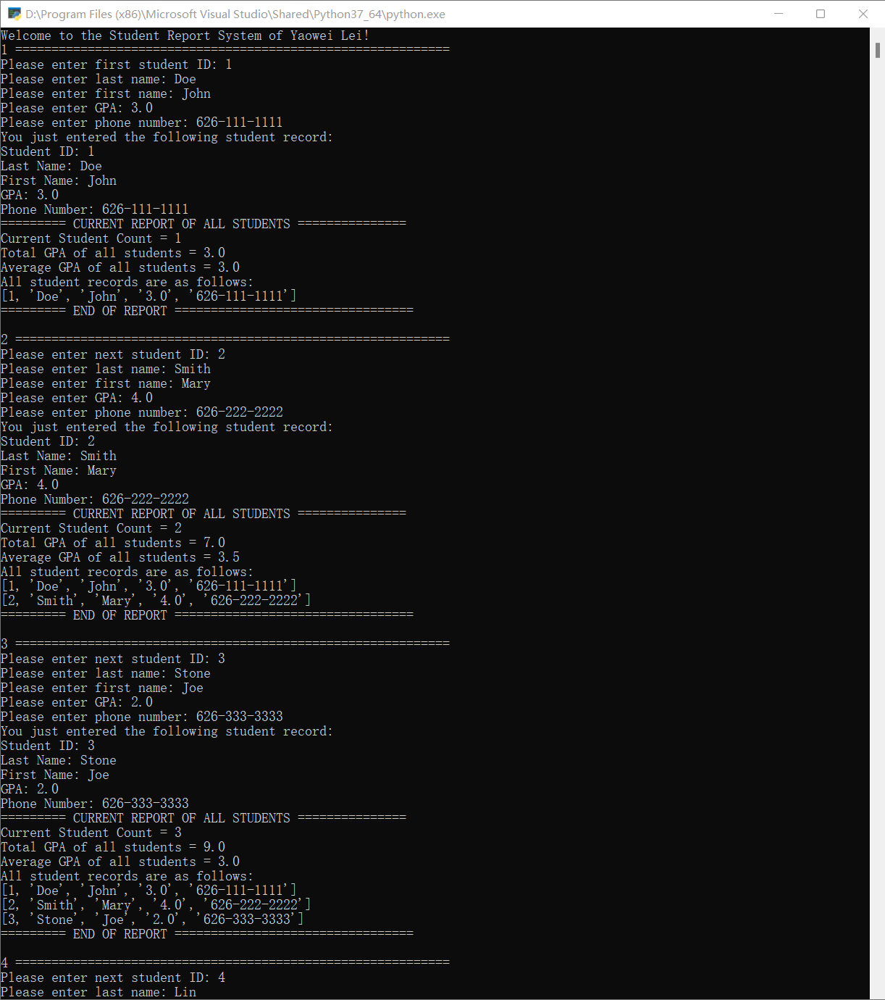 D:\Program Files (x86)\Microsoft Visual Studio\Shared\Python37_64\python.exe
Welcome to the Student Report System of Yaowei Lei!
1 ============================================================
Please enter first student ID: 1
Please enter last name: Doe
Please enter first name: John
Please enter GPA: 3.0
Please enter phone number: 626-111-1111
You just entered the following student record:
Student ID: 1
Last Name: Doe
First Name: John
GPA: 3.0
Phone Number: 626-111-1111
========= CURRENT REPORT OF ALL STUDENTS ===============
Current Student Count = 1
Total GPA of all students = 3.0
Average GPA of all students = 3.0
All student records are as follows:
[1, 'Doe', 'John', '3.0', '626-111-1111']
========= END OF REPORT =================================
2 ============================================================
Please enter next student ID: 2
Please enter last name: Smith
Please enter first name: Mary
Please enter GPA: 4.0
Please enter phone number: 626-222-2222
You just entered the following student record:
Student ID: 2
Last Name: Smith
First Name: Mary
GPA: 4.0
Phone Number: 626-222-2222
========= CURRENT REPORT OF ALL STUDENTS ===============
Current Student Count = 2
Total GPA of all students = 7.0
Average GPA of all students = 3.5
All student records are as follows:
[1, 'Doe', 'John', '3.0', '626-111-1111']
[2, 'Smith', 'Mary', '4.0', '626-222-2222']
========= END OF REPORT =================================
3 ============================================================
Please enter next student ID: 3
Please enter last name: Stone
Please enter first name: Joe
Please enter GPA: 2.0
Please enter phone number: 626-333-3333
You just entered the following student record:
Student ID: 3
Last Name: Stone
First Name: Joe
GPA: 2.0
Phone Number: 626-333-3333
========= CURRENT REPORT OF ALL STUDENTS ===============
Current Student Count = 3
Total GPA of all students = 9.0
Average GPA of all students = 3.0
All student records are as follows:
[1, 'Doe', 'John', '3.0', '626-111-1111']
[2, 'Smith', 'Mary', '4.0', '626-222-2222']
[3, 'Stone', 'Joe', '2.0', '626-333-3333']
========= END OF REPORT =================================
4 ============================================================
Please enter next student ID: 4
Please enter last name: Lin